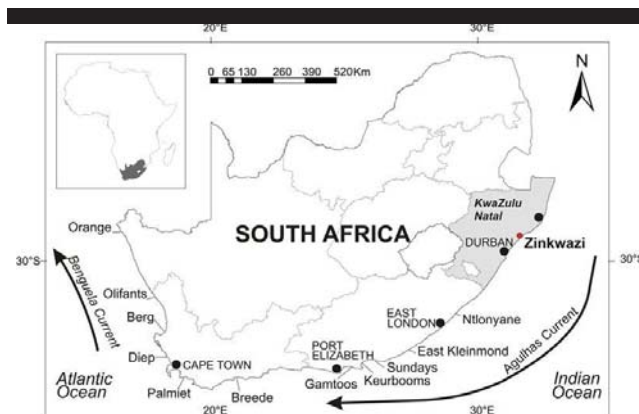 20°E 30°E
0 65 130 260 390 520Km
N
KwaZulu
Natal
Orange
SOUTH AFRICA
DURBAN
Zinkwazi
30°S 30°S
Benguela Current
Olifants
Berg
EAST
LONDON
Ntlonyane
Agulhas Current
Diep
CAPE TOWN
PORT
ELIZABETH
East Kleinmond
Sundays
Keurbooms
Gamtoos
Atlantic
Ocean
Palmiet
Breede
Indian
Ocean
20°E 30°E